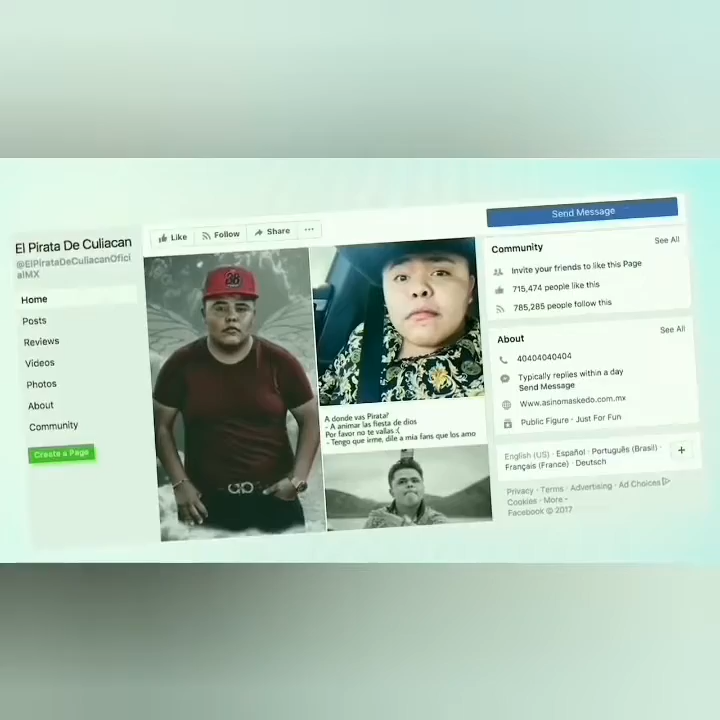 El Pirata De Culiacan
@ElPirataDeCuliacanOfici
alMX
Home
Posts
Reviews
Videos
Photos
About
Community
Create a Page
Like
Follow
Share
38
A donde vas Pirata?
- A animar las fiesta de dios
Por favor no te vallas :(
- Tengo que irme, dile a mia fans que los amo
Send Message
Community
See All
Invite your friends to like this Page
715,474 people like this
785,285 people follow this
About
See All
40404040404
Typically replies within a day
Send Message
Www.asinomaskedo.com.mx
Public Figure · Just For Fun
English (US) · Español · Português (Brasil) ·
Français (France) · Deutsch
+
Privacy · Terms · Advertising · Ad Choices
Cookies · More
Facebook © 2017